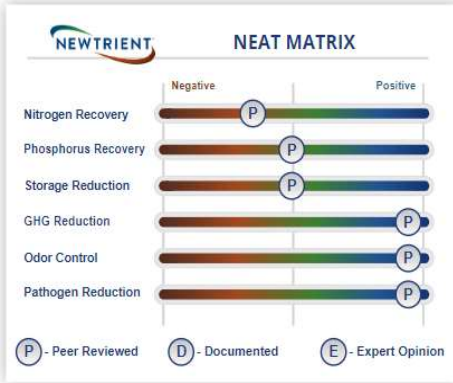 NEWTRIENT
NEAT MATRIX
Negative Positive
Nitrogen Recovery P
Phosphorus Recovery P
Storage Reduction P
GHG Reduction P
Odor Control P
Pathogen Reduction P
P - Peer Reviewed D - Documented E - Expert Opinion